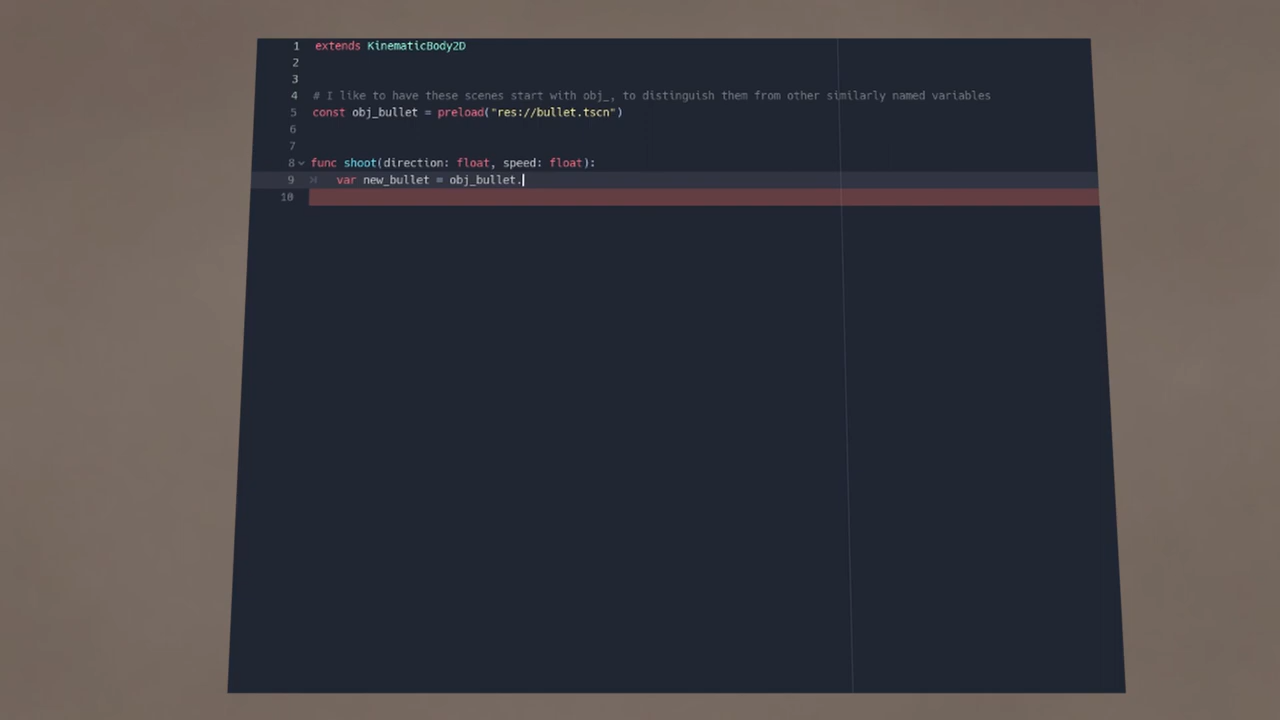 1 extends KinematicBody2D
2
3
4 # I like to have these scenes start with obj_, to distinguish them from other similarly named variables
5 const obj_bullet = preload("res://bullet.tscn")
6
7
8 func shoot(direction: float, speed: float):
9 var new_bullet = obj_bullet.
10